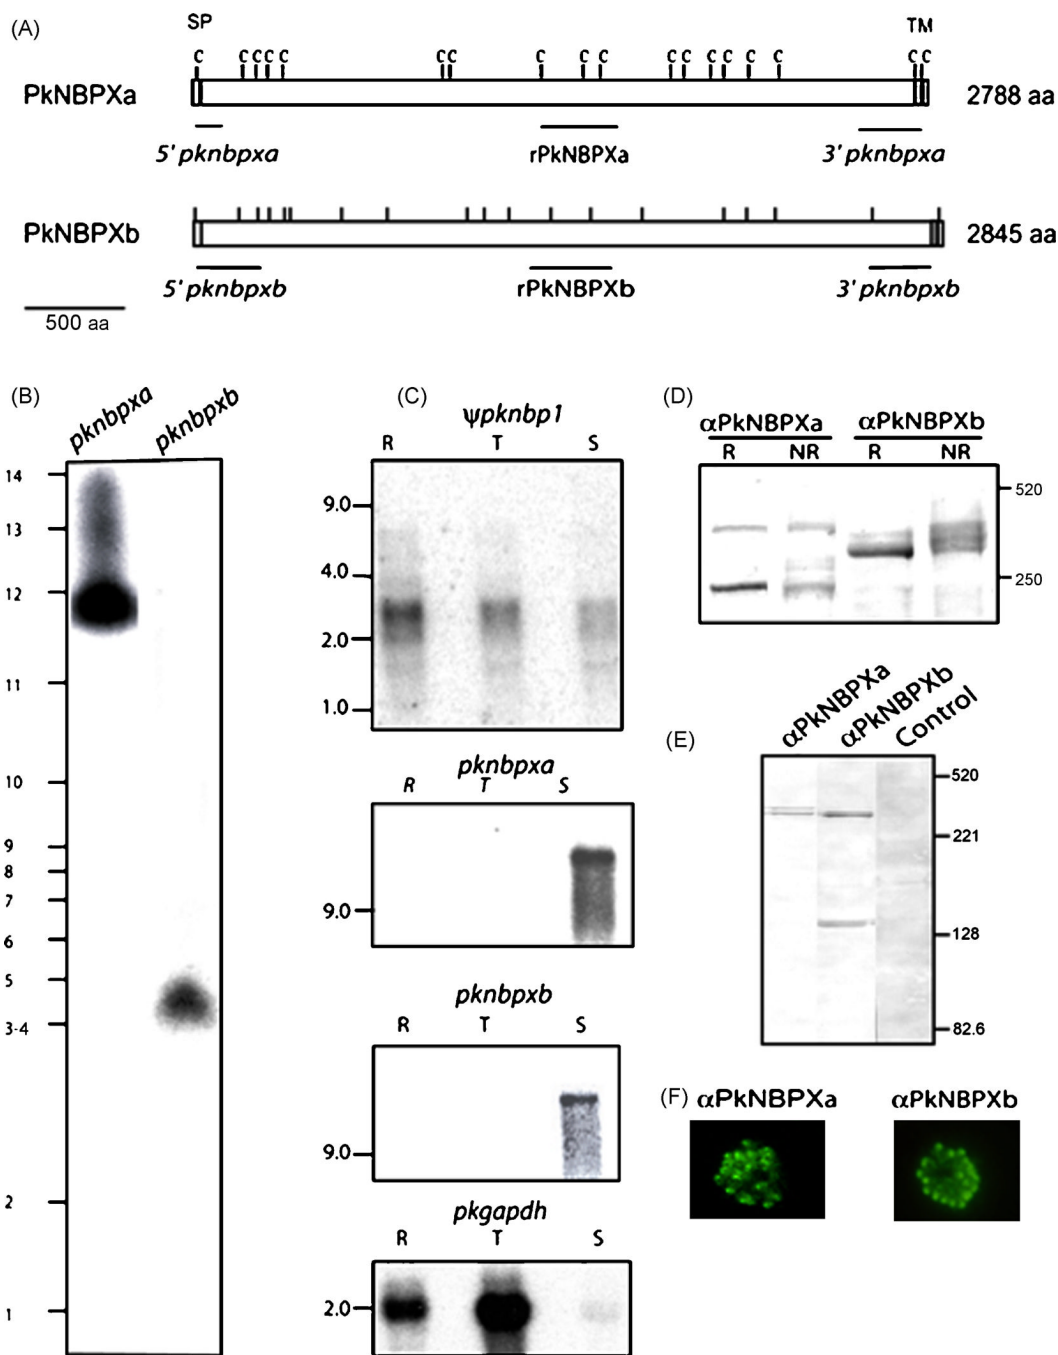 (A)
SP
TM
C C C C C C C C C C C C C C C C C C
PkNBPXa
2788 aa
5' pknbpxa
rPkNBPXa
3' pknbpxa
PkNBPXb
2845 aa
5' pknbpxb
rPkNBPXb
3' pknbpxb
500 aa
(B)
pknbpxa
pknbpxb
14
13
12
11
10
9
8
7
6
5
3-4
2
1
(C)
ψpknbp1
R T S
9.0
4.0
2.0
1.0
pknbpxa
R T S
9.0
pknbpxb
R T S
9.0
pkgapdh
R T S
2.0
(D)
αPkNBPXa αPkNBPXb
R NR R NR
520
250
(E)
αPkNBPXa
αPkNBPXb
Control
520
221
128
82.6
(F)
αPkNBPXa
αPkNBPXb